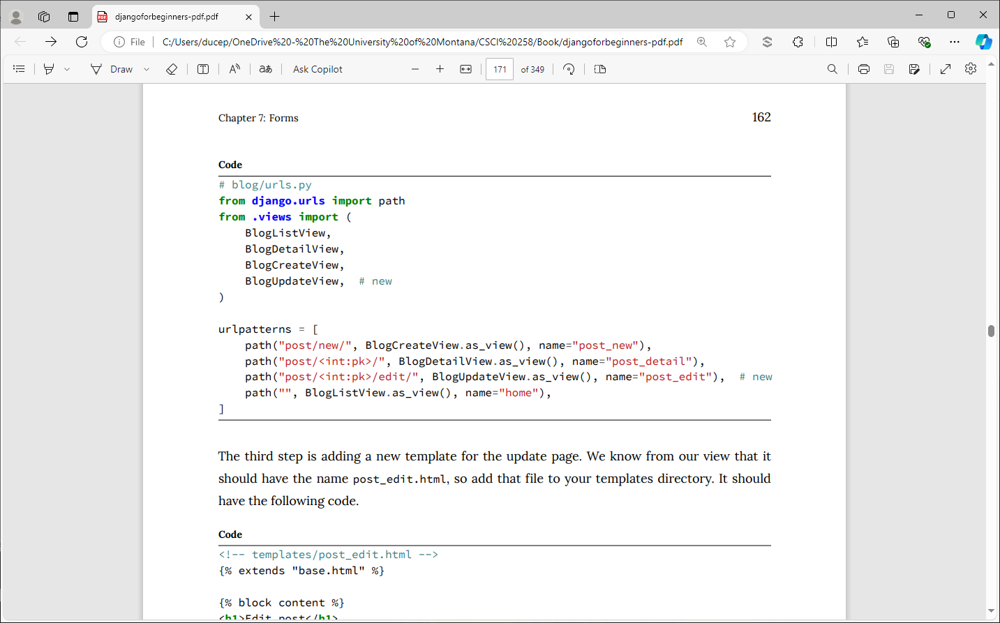 djangoforbeginners-pdf.pdf
File
C:/Users/ducep/OneDrive%20-%20The%20University%20of%20Montana/CSCI%20258/Book/djangoforbeginners-pdf.pdf
Draw
Ask Copilot
171 of 349
Chapter 7: Forms 162
Code
# blog/urls.py
from django.urls import path
from .views import (
    BlogListView,
    BlogDetailView,
    BlogCreateView,
    BlogUpdateView,  # new
)
urlpatterns = [
    path("post/new/", BlogCreateView.as_view(), name="post_new"),
    path("post/<int:pk>/", BlogDetailView.as_view(), name="post_detail"),
    path("post/<int:pk>/edit/", BlogUpdateView.as_view(), name="post_edit"),  # new
    path("", BlogListView.as_view(), name="home"),
]
The third step is adding a new template for the update page. We know from our view that it
should have the name post_edit.html, so add that file to your templates directory. It should
have the following code.
Code
<!-- templates/post_edit.html -->
{% extends "base.html" %}
{% block content %}
<h1>Edit post</h1>